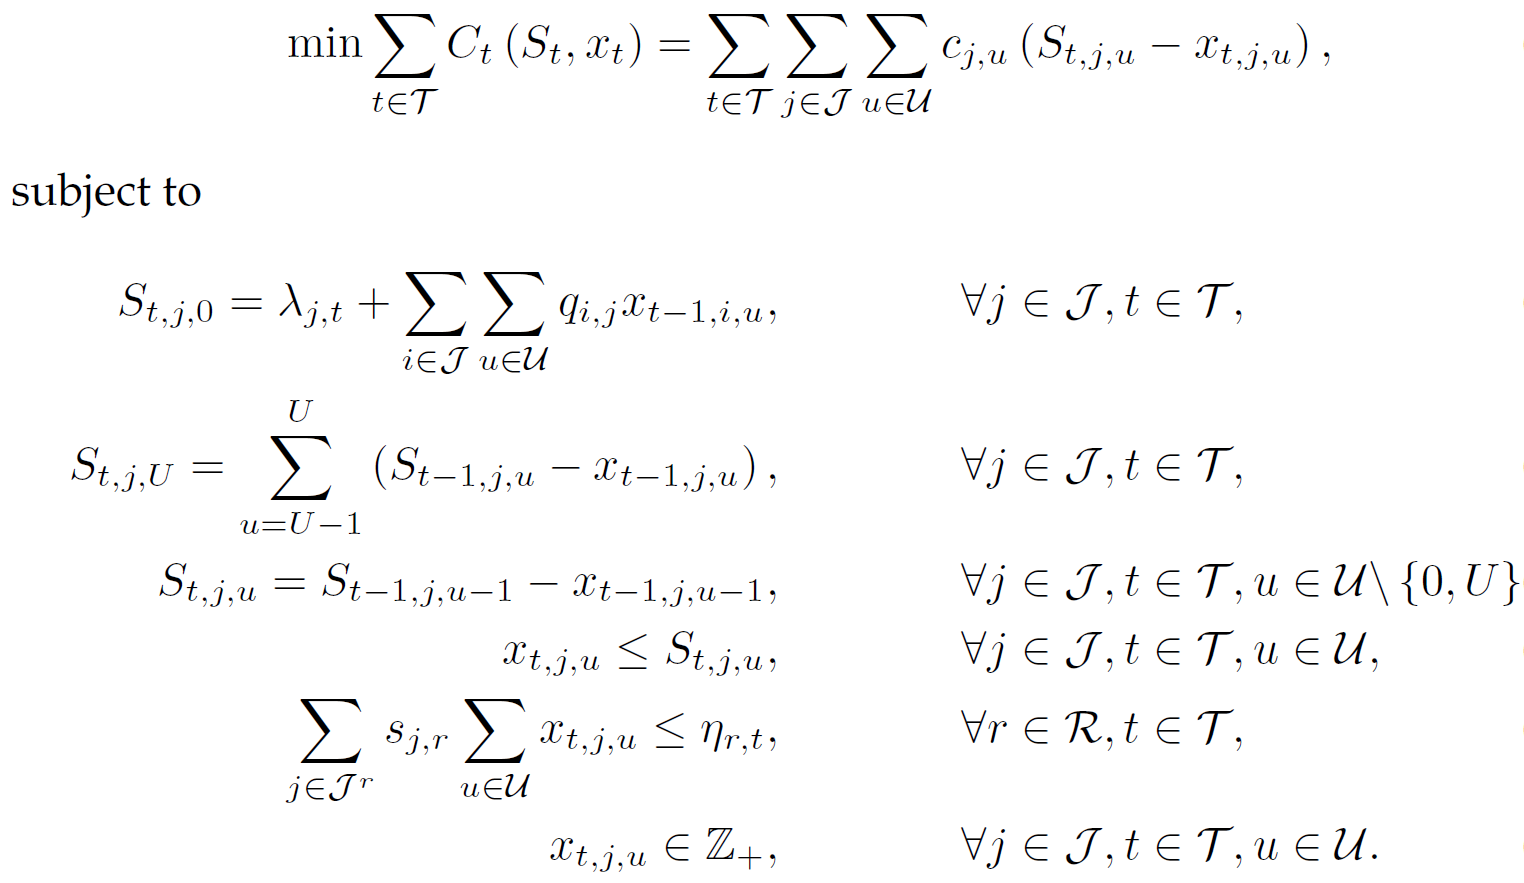 min ∑_{t∈𝒯} C_t (S_t, x_t) = ∑_{t∈𝒯} ∑_{j∈𝒥} ∑_{u∈𝒰} c_{j,u} (S_{t,j,u} − x_{t,j,u}) ,
subject to
S_{t,j,0} = λ_{j,t} + ∑_{i∈𝒥} ∑_{u∈𝒰} q_{i,j} x_{t−1,i,u}, ∀j ∈ 𝒥, t ∈ 𝒯,
S_{t,j,U} = ∑_{u=U−1}^{U} (S_{t−1,j,u} − x_{t−1,j,u}) , ∀j ∈ 𝒥, t ∈ 𝒯,
S_{t,j,u} = S_{t−1,j,u−1} − x_{t−1,j,u−1}, ∀j ∈ 𝒥, t ∈ 𝒯, u ∈ 𝒰\ {0, U}
x_{t,j,u} ≤ S_{t,j,u}, ∀j ∈ 𝒥, t ∈ 𝒯, u ∈ 𝒰,
∑_{j∈𝒥^r} s_{j,r} ∑_{u∈𝒰} x_{t,j,u} ≤ η_{r,t}, ∀r ∈ ℛ, t ∈ 𝒯,
x_{t,j,u} ∈ ℤ_+, ∀j ∈ 𝒥, t ∈ 𝒯, u ∈ 𝒰.